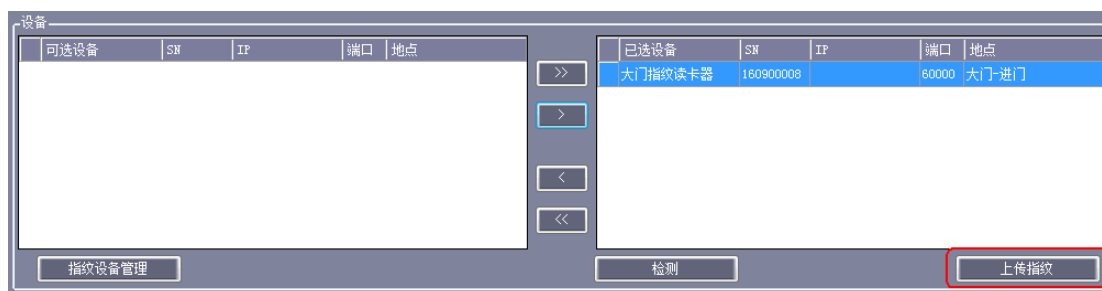 设备
可选设备 SN IP 端口 地点
已选设备 SN IP 端口 地点
大门指纹读卡器 160900008 60000 大门-进门
>>
>
<
<<
指纹设备管理
检测
上传指纹